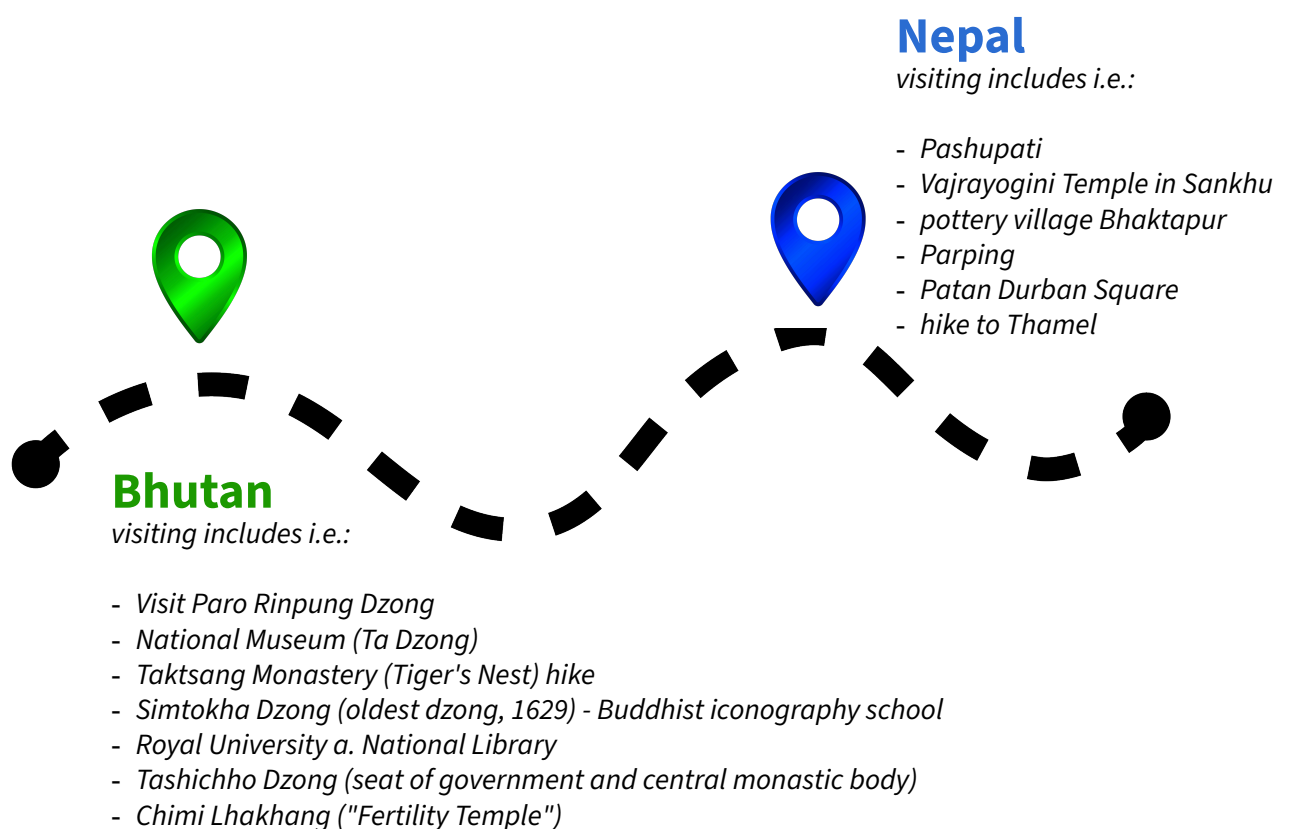 Nepal
visiting includes i.e.:
- Pashupati
- Vajrayogini Temple in Sankhu
- pottery village Bhaktapur
- Parping
- Patan Durban Square
- hike to Thamel
Bhutan
visiting includes i.e.:
- Visit Paro Rinpung Dzong
- National Museum (Ta Dzong)
- Taktsang Monastery (Tiger's Nest) hike
- Simtokha Dzong (oldest dzong, 1629) - Buddhist iconography school
- Royal University a. National Library
- Tashichho Dzong (seat of government and central monastic body)
- Chimi Lhakhang ("Fertility Temple")